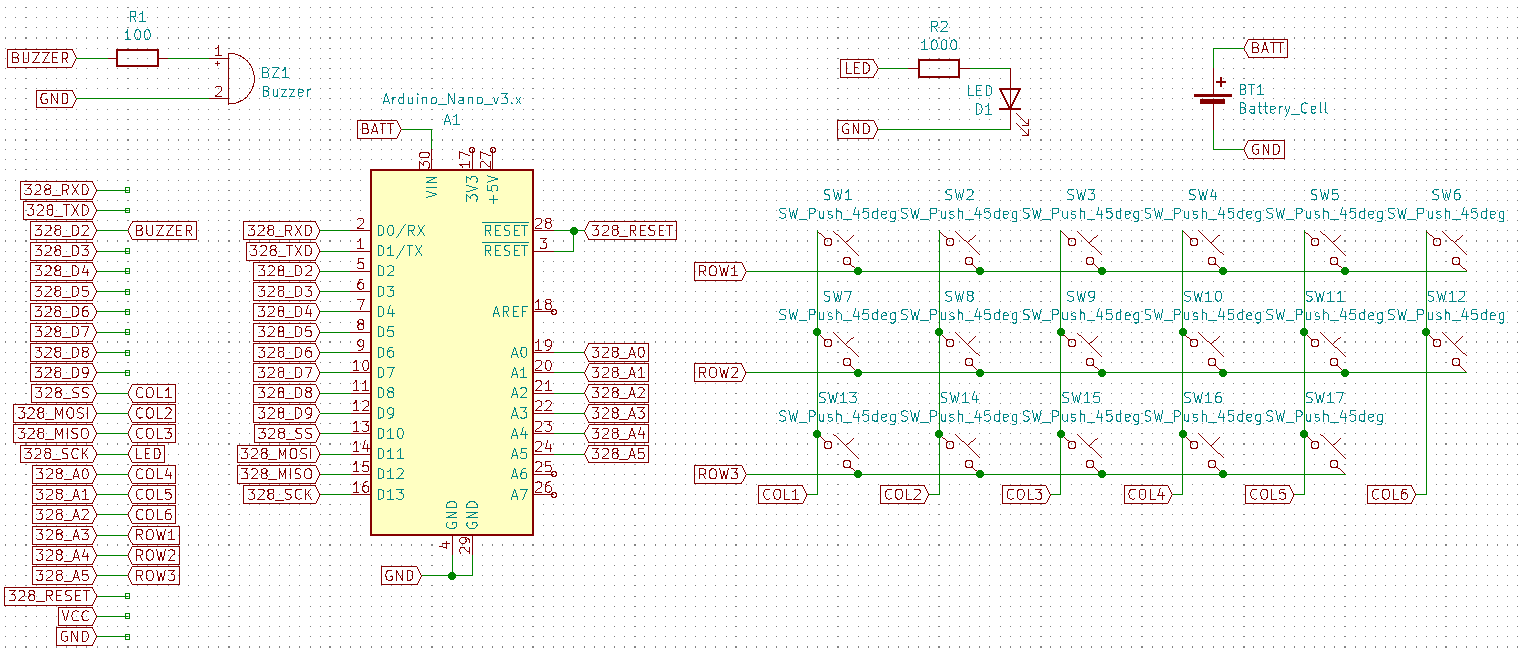 R1
100
BUZZER
1
+
2
GND
BZ1
Buzzer
R2
1000
LED
LED
D1
GND
BATT
+
BT1
Battery_Cell
GND
328_RXD
328_TXD
328_D2 BUZZER
328_D3
328_D4
328_D5
328_D6
328_D7
328_D8
328_D9
328_SS COL1
328_MOSI COL2
328_MISO COL3
328_SCK LED
328_A0 COL4
328_A1 COL5
328_A2 COL6
328_A3 ROW1
328_A4 ROW2
328_A5 ROW3
328_RESET
VCC
GND
Arduino_Nano_v3.x
A1
BATT
30 17 27
VIN 3V3 +5V
328_RXD 2 D0/RX
328_TXD 1 D1/TX
328_D2 5 D2
328_D3 6 D3
328_D4 7 D4
328_D5 8 D5
328_D6 9 D6
328_D7 10 D7
328_D8 11 D8
328_D9 12 D9
328_SS 13 D10
328_MOSI 14 D11
328_MISO 15 D12
328_SCK 16 D13
RESET 28 328_RESET
RESET 3
AREF 18
A0 19 328_A0
A1 20 328_A1
A2 21 328_A2
A3 22 328_A3
A4 23 328_A4
A5 24 328_A5
A6 25
A7 26
GND GND
4 29
GND
SW1 SW2 SW3 SW4 SW5 SW6
SW_Push_45deg SW_Push_45deg SW_Push_45deg SW_Push_45deg SW_Push_45deg SW_Push_45deg
ROW1
SW7 SW8 SW9 SW10 SW11 SW12
SW_Push_45deg SW_Push_45deg SW_Push_45deg SW_Push_45deg SW_Push_45deg SW_Push_45deg
ROW2
SW13 SW14 SW15 SW16 SW17
SW_Push_45deg SW_Push_45deg SW_Push_45deg SW_Push_45deg SW_Push_45deg
ROW3
COL1 COL2 COL3 COL4 COL5 COL6